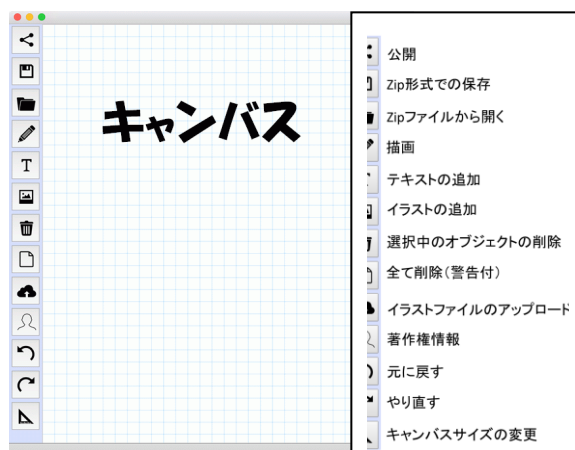 キャンバス
T
公開
Zip形式での保存
Zipファイルから開く
描画
テキストの追加
イラストの追加
選択中のオブジェクトの削除
全て削除(警告付)
イラストファイルのアップロード
著作権情報
元に戻す
やり直す
キャンバスサイズの変更